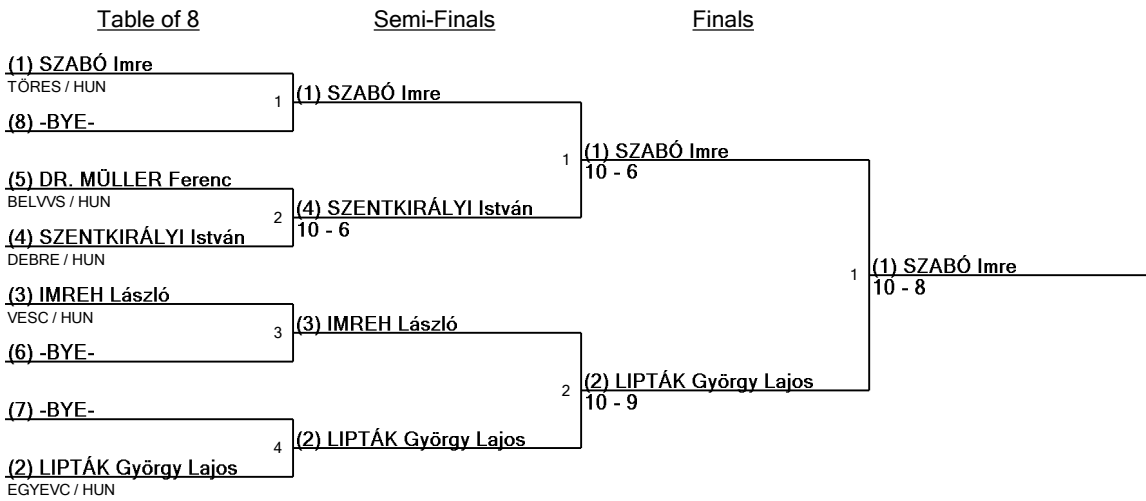 Table of 8
Semi-Finals
Finals
(1) SZABÓ Imre
TÖRES / HUN
1
(1) SZABÓ Imre
(8) -BYE-
1
(1) SZABÓ Imre
10 - 6
(5) DR. MÜLLER Ferenc
BELVVS / HUN
2
(4) SZENTKIRÁLYI István
10 - 6
(4) SZENTKIRÁLYI István
DEBRE / HUN
1
(1) SZABÓ Imre
10 - 8
(3) IMREH László
VESC / HUN
3
(3) IMREH László
(6) -BYE-
2
(2) LIPTÁK György Lajos
10 - 9
(7) -BYE-
4
(2) LIPTÁK György Lajos
(2) LIPTÁK György Lajos
EGYEVC / HUN